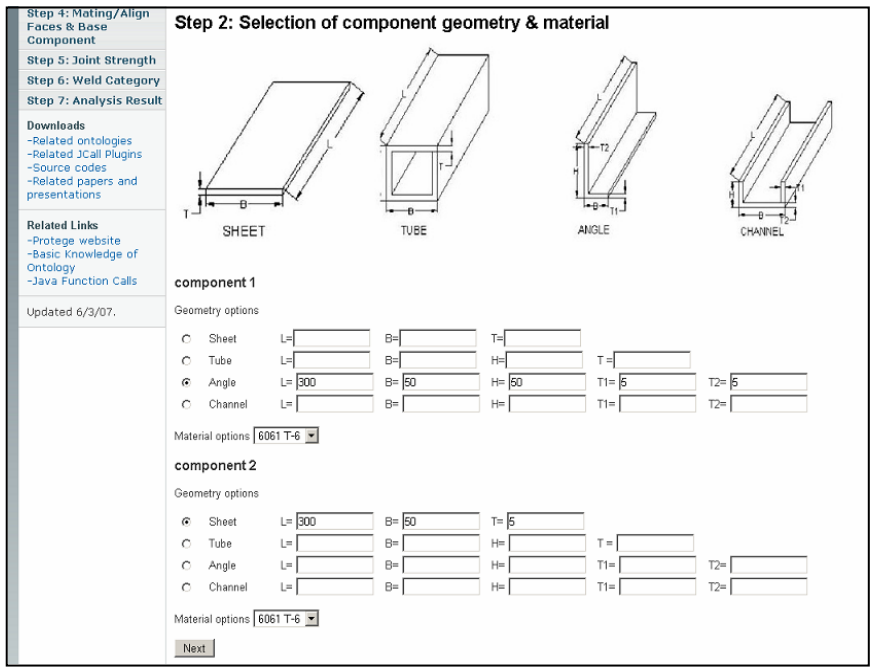 Step 4: Mating/Align
Faces & Base
Component
Step 5: Joint Strength
Step 6: Weld Category
Step 7: Analysis Result
Downloads
-Related ontologies
-Related JCall Plugins
-Source codes
-Related papers and
presentations
Related Links
-Protege website
-Basic Knowledge of
Ontology
-Java Function Calls
Updated 6/3/07.
Step 2: Selection of component geometry & material
L
B
T
SHEET
L
T
B
TUBE
L
T2
H
B
T1
ANGLE
L
H
T1
B
T2
CHANNEL
component 1
Geometry options
Sheet L= B= T=
Tube L= B= H= T =
Angle L= 300 B= 50 H= 50 T1= 5 T2= 5
Channel L= B= H= T1= T2=
Material options 6061 T-6
component 2
Geometry options
Sheet L= 300 B= 50 T= 5
Tube L= B= H= T =
Angle L= B= H= T1= T2=
Channel L= B= H= T1= T2=
Material options 6061 T-6
Next